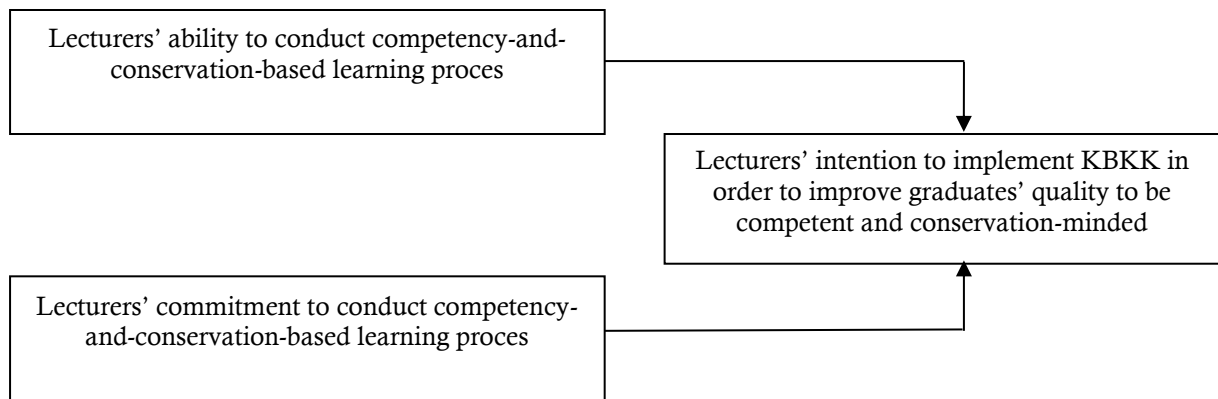 Lecturers’ ability to conduct competency-and-
conservation-based learning proces
Lecturers’ intention to implement KBKK in
order to improve graduates’ quality to be
competent and conservation-minded
Lecturers’ commitment to conduct competency-
and-conservation-based learning proces